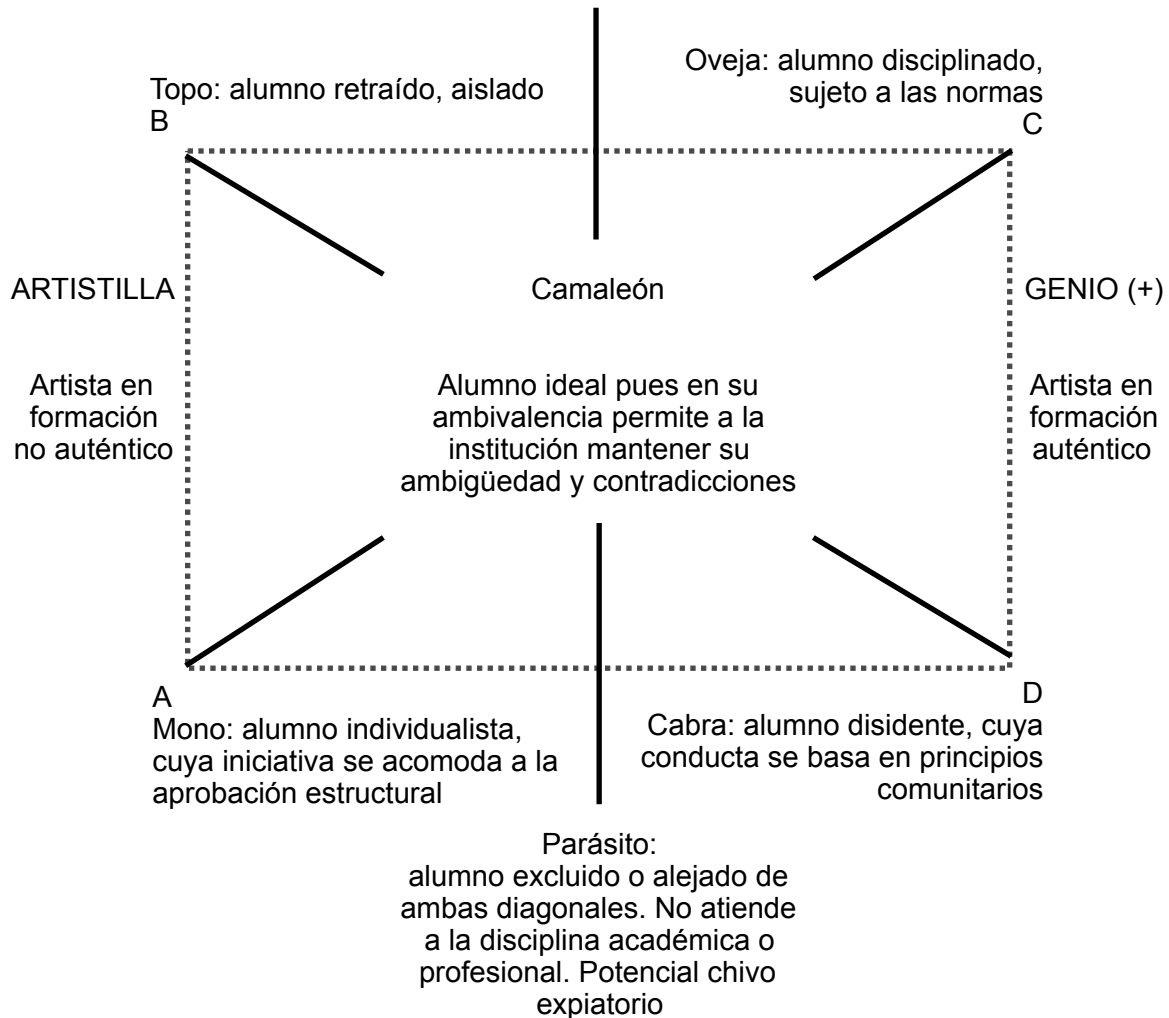 Topo: alumno retraído, aislado
B
Oveja: alumno disciplinado,
sujeto a las normas
C
ARTISTILLA
Artista en
formación
no auténtico
Camaleón
Alumno ideal pues en su
ambivalencia permite a la
institución mantener su
ambigüedad y contradicciones
GENIO (+)
Artista en
formación
auténtico
A
Mono: alumno individualista,
cuya iniciativa se acomoda a la
aprobación estructural
D
Cabra: alumno disidente, cuya
conducta se basa en principios
comunitarios
Parásito:
alumno excluido o alejado de
ambas diagonales. No atiende
a la disciplina académica o
profesional. Potencial chivo
expiatorio